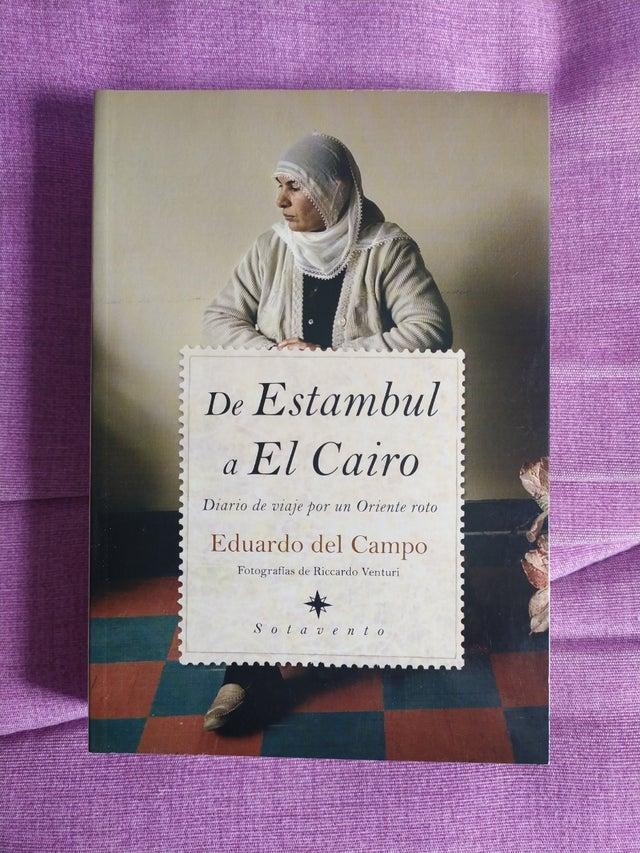 De Estambul
a El Cairo
Diario de viaje por un Oriente roto
Eduardo del Campo
Fotografías de Riccardo Venturi
Sotavento